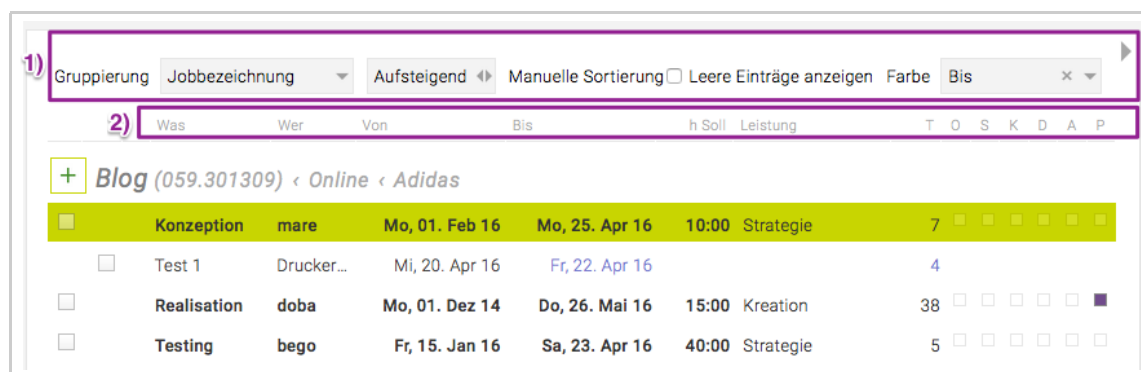 1)
Gruppierung Jobbezeichnung Aufsteigend Manuelle Sortierung Leere Einträge anzeigen Farbe Bis ×
2) Was Wer Von Bis h Soll Leistung T O S K D A P
+ Blog (059.301309) ‹ Online ‹ Adidas
Konzeption mare Mo, 01. Feb 16 Mo, 25. Apr 16 10:00 Strategie 7
Test 1 Drucker... Mi, 20. Apr 16 Fr, 22. Apr 16 4
Realisation doba Mo, 01. Dez 14 Do, 26. Mai 16 15:00 Kreation 38
Testing bego Fr, 15. Jan 16 Sa, 23. Apr 16 40:00 Strategie 5